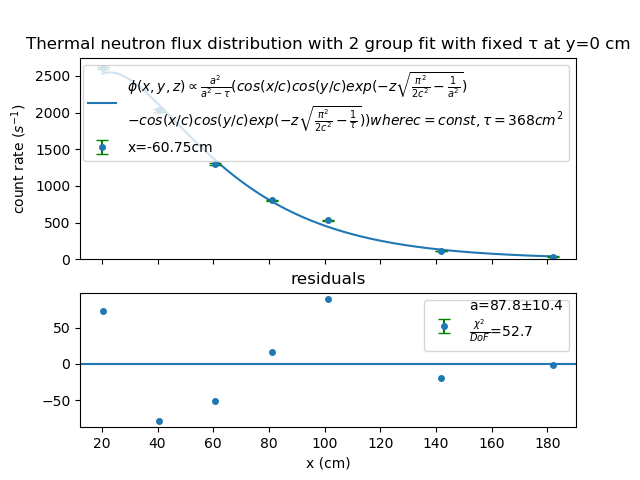 Thermal neutron flux distribution with 2 group fit with fixed τ at y=0 cm
count rate (s⁻¹)
2500
2000
1500
1000
500
0
ϕ(x, y, z) ∝ a²/(a² − τ) (cos(x/c)cos(y/c)exp(−z√(π²/2c² − 1/a²))
−cos(x/c)cos(y/c)exp(−z√(π²/2c² − 1/τ)))wherec = const, τ = 368cm²
x=-60.75cm
residuals
50
0
−50
a=87.8±10.4
χ²/DoF=52.7
20 40 60 80 100 120 140 160 180
x (cm)